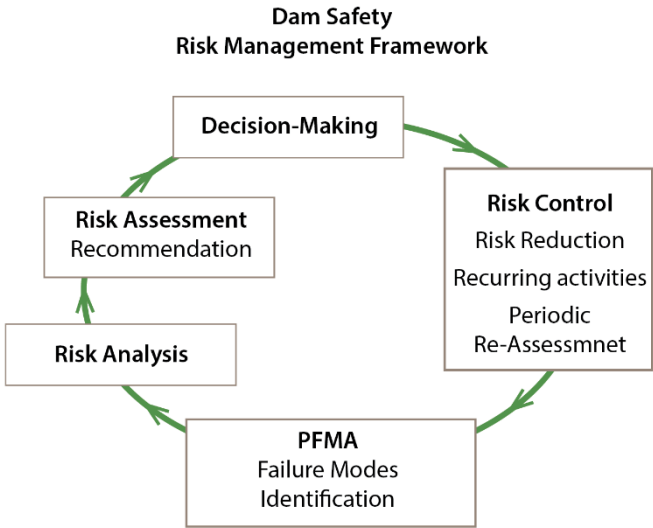 Dam Safety
Risk Management Framework
Decision-Making
Risk Assessment
Recommendation
Risk Control
Risk Reduction
Recurring activities
Periodic
Re-Assessmnet
Risk Analysis
PFMA
Failure Modes
Identification